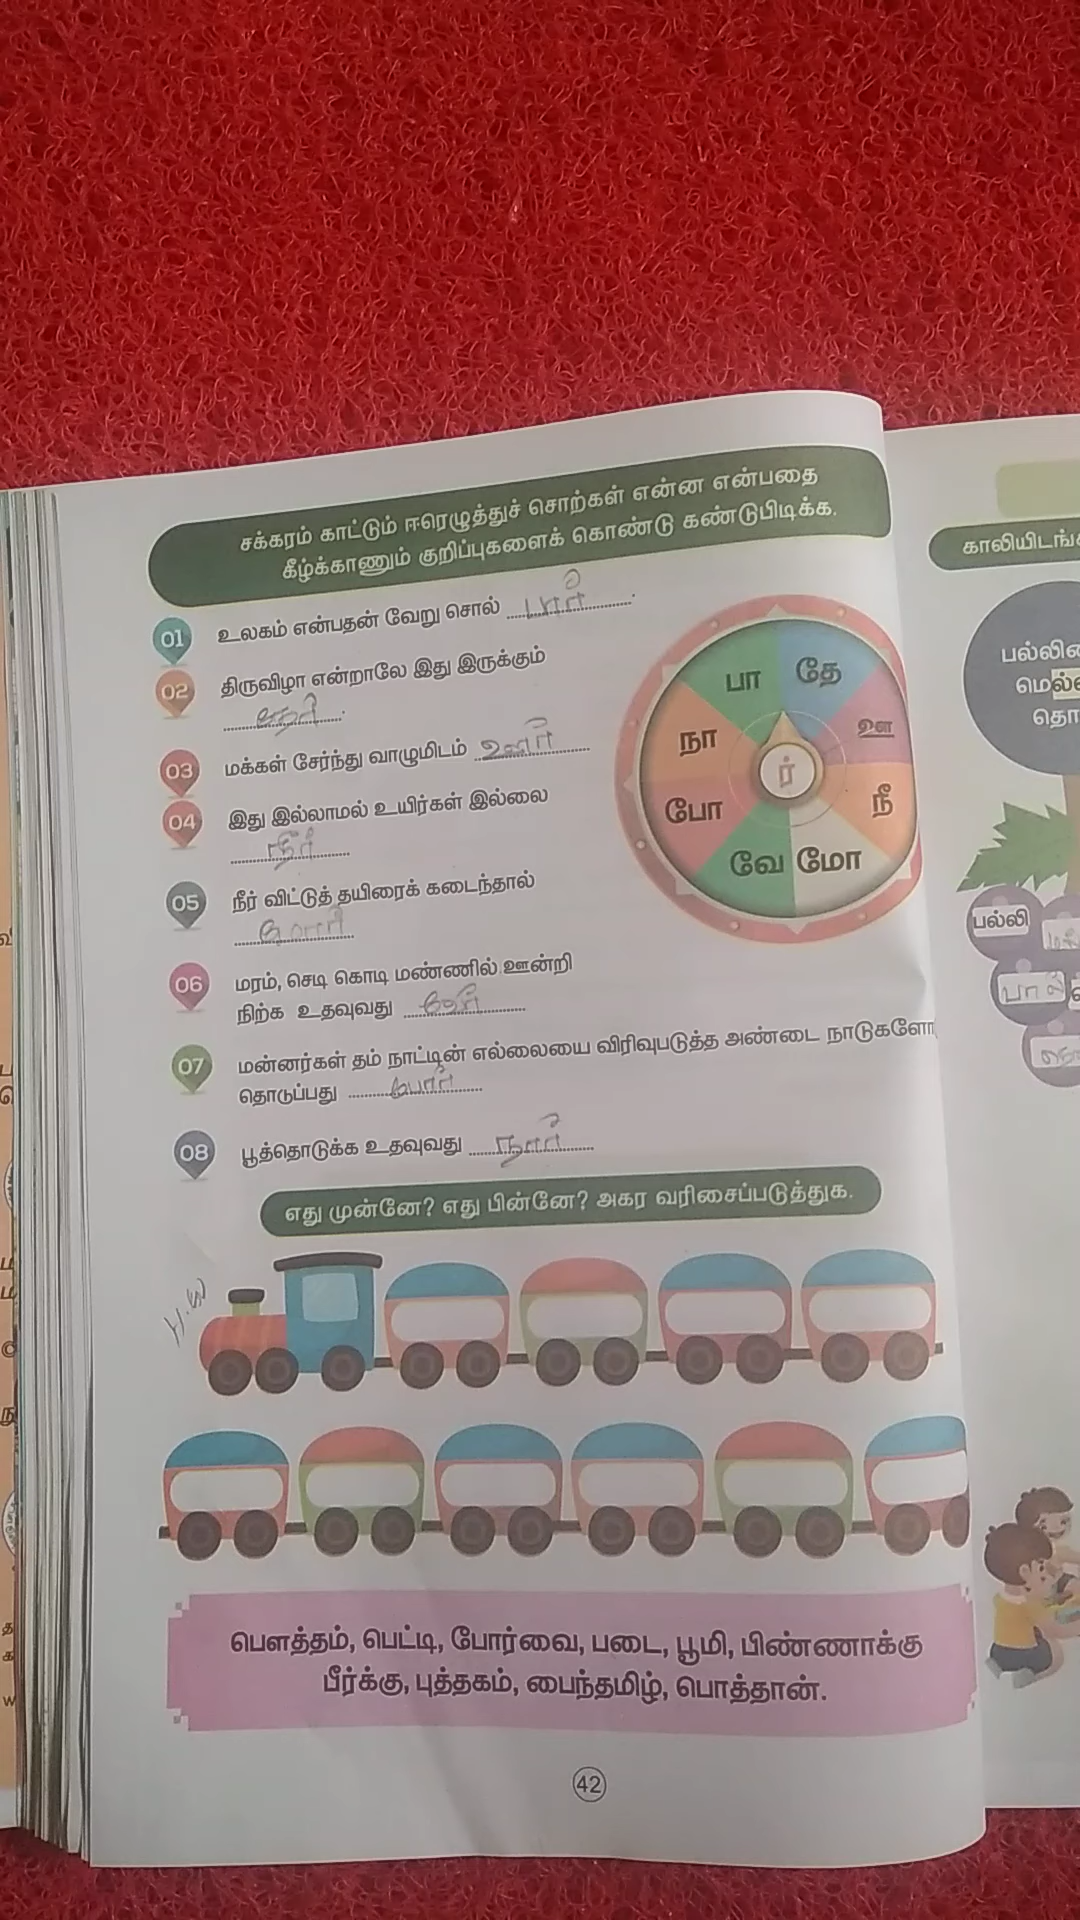 சக்கரம் காட்டும் ஈரெழுத்துச் சொற்கள் என்ன என்பதை
கீழ்க்காணும் குறிப்புகளைக் கொண்டு கண்டுபிடிக்க.
01 உலகம் என்பதன் வேறு சொல் பார்.
02 திருவிழா என்றாலே இது இருக்கும்
தேர்.
03 மக்கள் சேர்ந்து வாழுமிடம் ஊர்
04 இது இல்லாமல் உயிர்கள் இல்லை
நீர்
05 நீர் விட்டுத் தயிரைக் கடைந்தால்
மோர்
06 மரம், செடி கொடி மண்ணில் ஊன்றி
நிற்க உதவுவது வேர்
07 மன்னர்கள் தம் நாட்டின் எல்லையை விரிவுபடுத்த அண்டை நாடுகளோ
தொடுப்பது போர்
08 பூத்தொடுக்க உதவுவது நார்
பா தே
நா ஊ
ர்
போ நீ
வே மோ
எது முன்னே? எது பின்னே? அகர வரிசைப்படுத்துக.
H.W
பௌத்தம், பெட்டி, போர்வை, படை, பூமி, பிண்ணாக்கு
பீர்க்கு, புத்தகம், பைந்தமிழ், பொத்தான்.
42
காலியிடங்க
பல்லின
மெல்ல
தொ
பல்லி